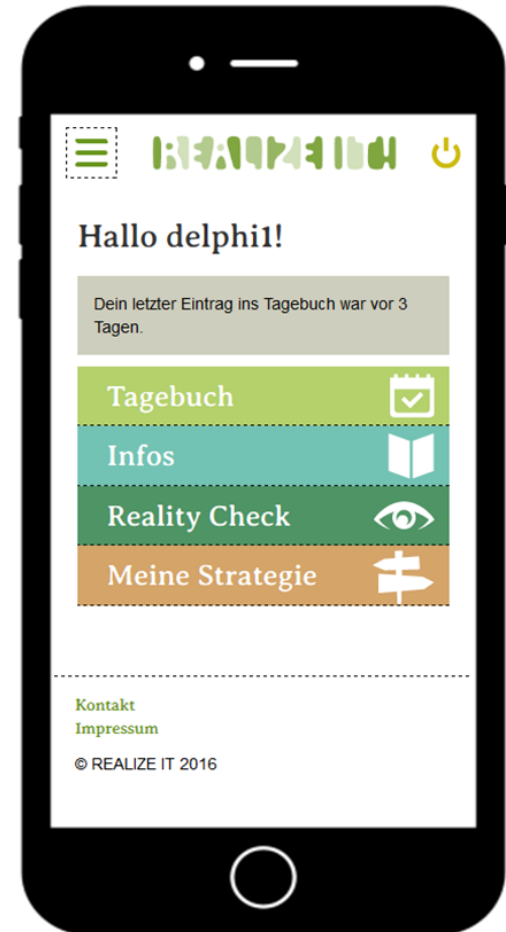 REALIZE IT
Hallo delphi1!
Dein letzter Eintrag ins Tagebuch war vor 3
Tagen.
Tagebuch
Infos
Reality Check
Meine Strategie
Kontakt
Impressum
© REALIZE IT 2016